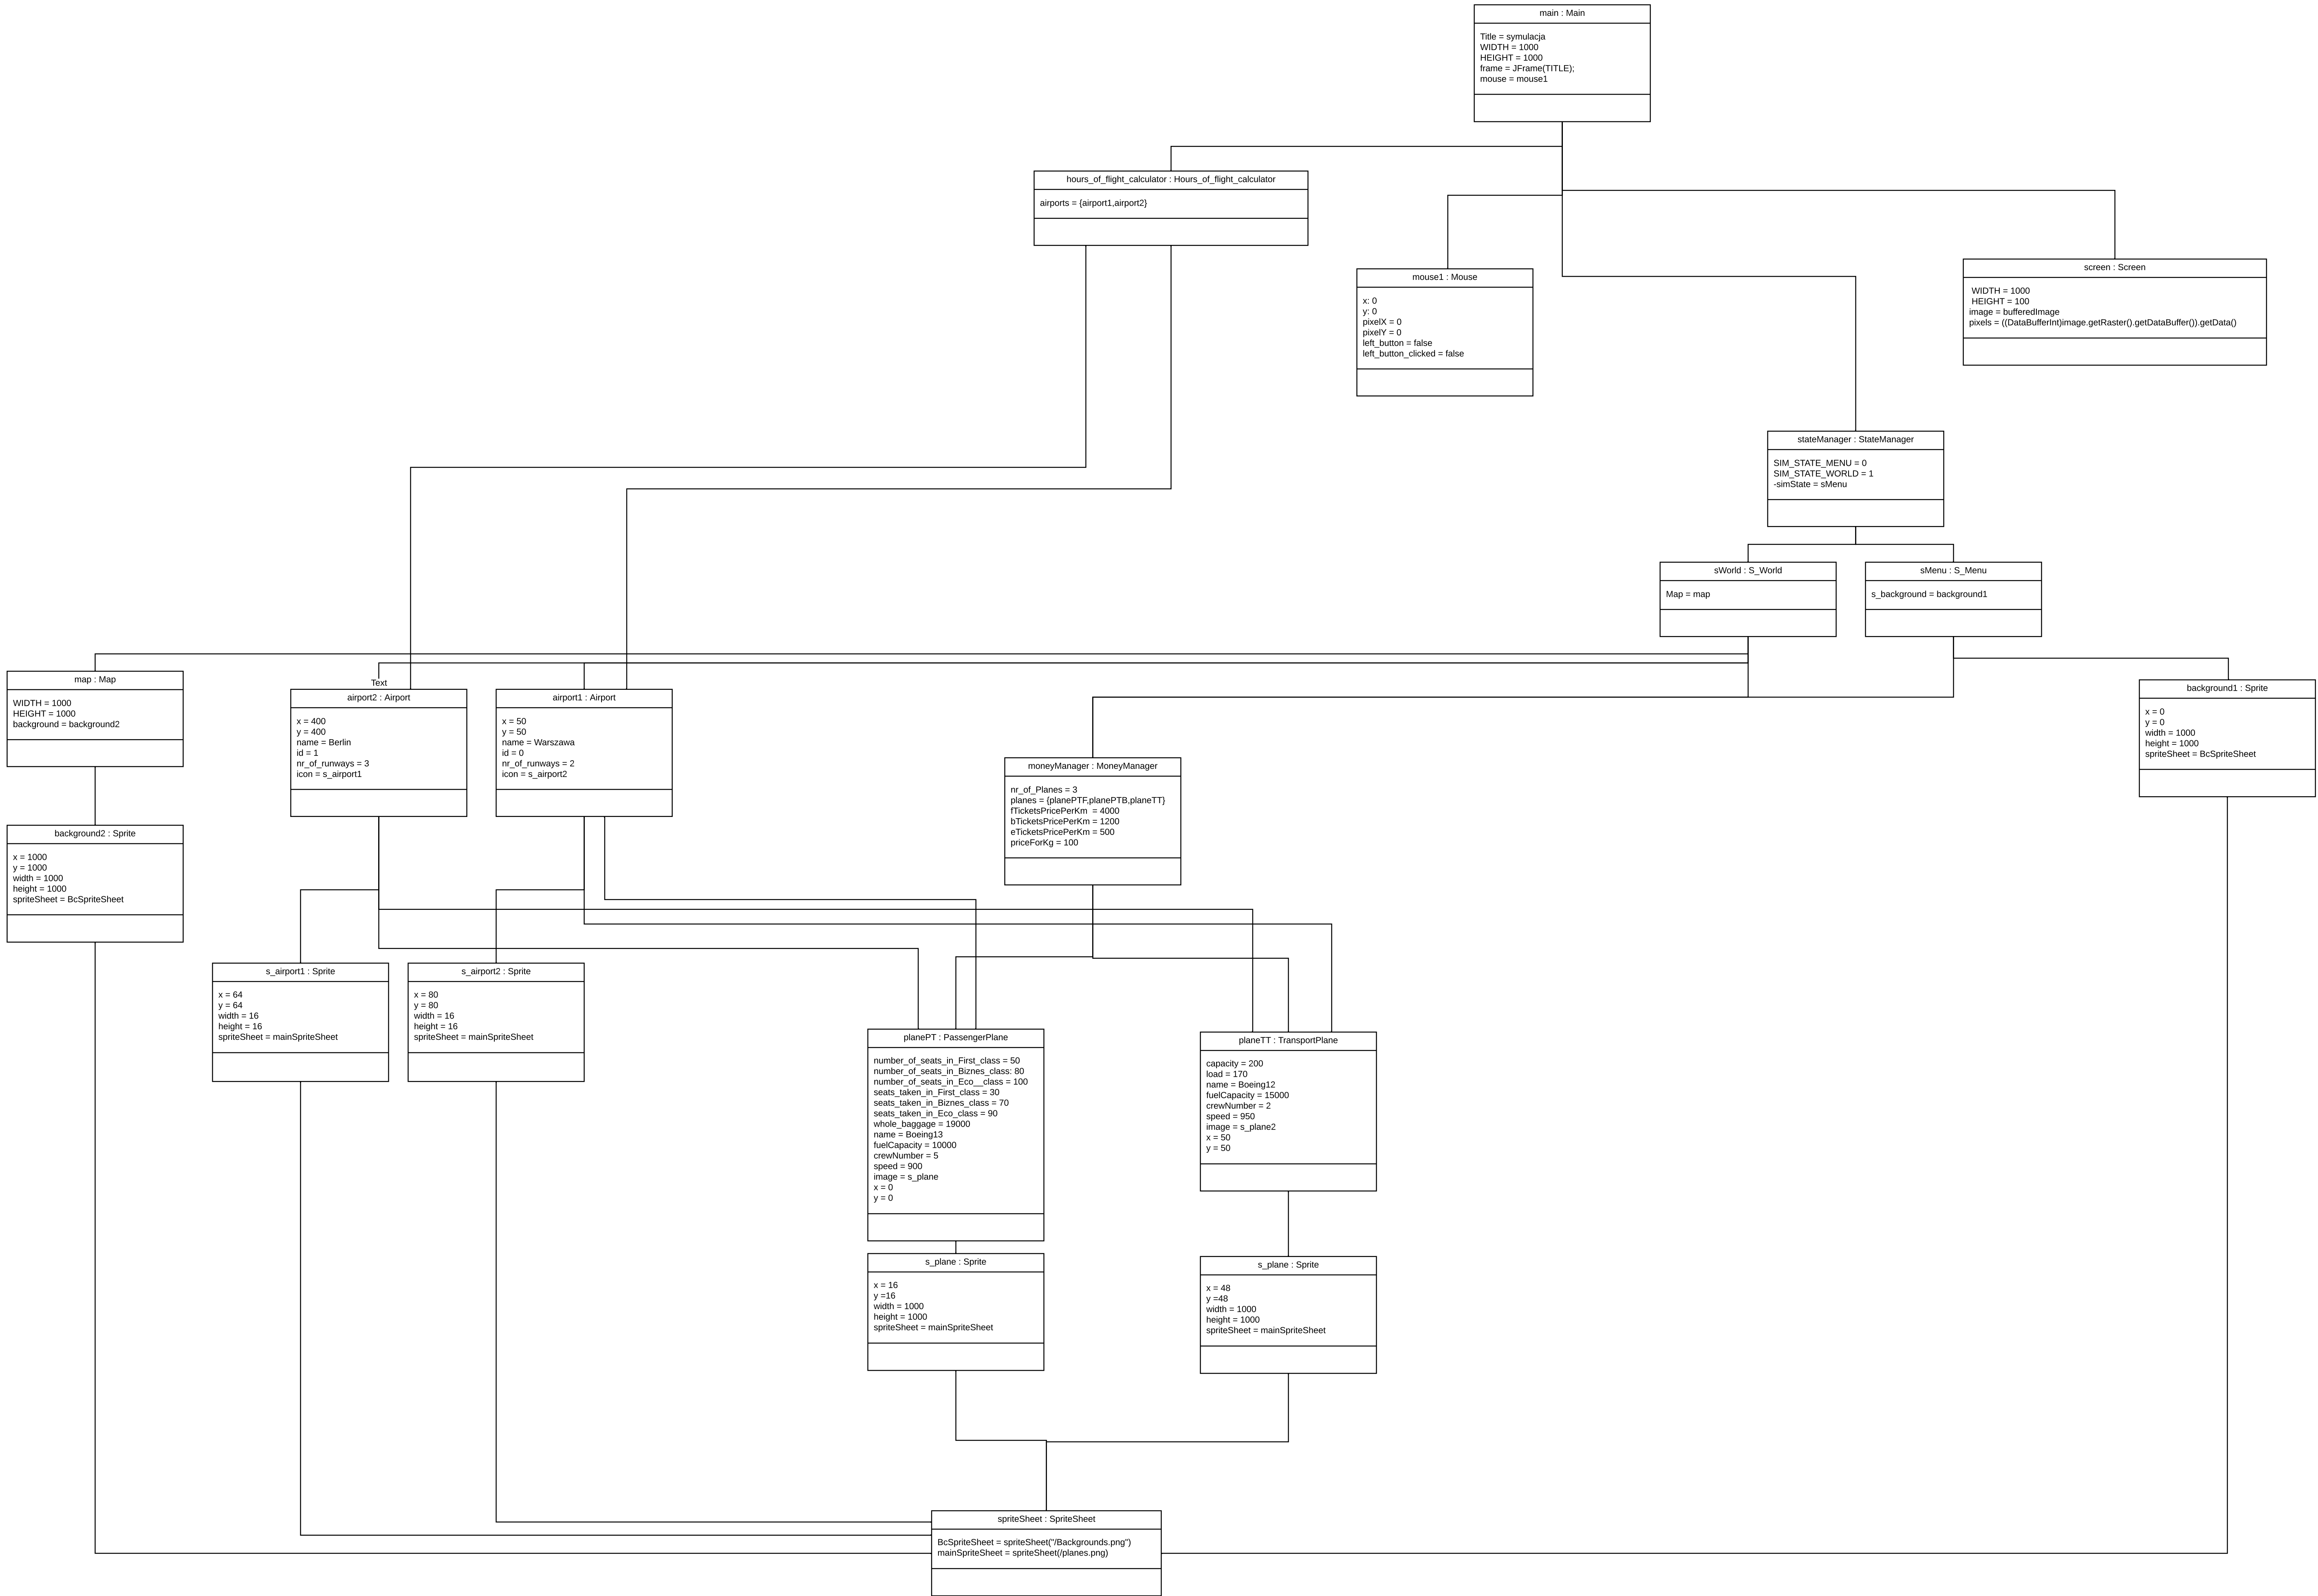 main : Main
Title = symulacja
WIDTH = 1000
HEIGHT = 1000
frame = JFrame(TITLE);
mouse = mouse1
hours_of_flight_calculator : Hours_of_flight_calculator
airports = {airport1,airport2}
mouse1 : Mouse
x: 0
y: 0
pixelX = 0
pixelY = 0
left_button = false
left_button_clicked = false
screen : Screen
WIDTH = 1000
HEIGHT = 100
image = bufferedImage
pixels = ((DataBufferInt)image.getRaster().getDataBuffer()).getData()
stateManager : StateManager
SIM_STATE_MENU = 0
SIM_STATE_WORLD = 1
-simState = sMenu
sWorld : S_World
Map = map
sMenu : S_Menu
s_background = background1
map : Map
WIDTH = 1000
HEIGHT = 1000
background = background2
Text
airport2 : Airport
x = 400
y = 400
name = Berlin
id = 1
nr_of_runways = 3
icon = s_airport1
airport1 : Airport
x = 50
y = 50
name = Warszawa
id = 0
nr_of_runways = 2
icon = s_airport2
background1 : Sprite
x = 0
y = 0
width = 1000
height = 1000
spriteSheet = BcSpriteSheet
moneyManager : MoneyManager
nr_of_Planes = 3
planes = {planePTF,planePTB,planeTT}
fTicketsPricePerKm  = 4000
bTicketsPricePerKm = 1200
eTicketsPricePerKm = 500
priceForKg = 100
background2 : Sprite
x = 1000
y = 1000
width = 1000
height = 1000
spriteSheet = BcSpriteSheet
s_airport1 : Sprite
x = 64
y = 64
width = 16
height = 16
spriteSheet = mainSpriteSheet
s_airport2 : Sprite
x = 80
y = 80
width = 16
height = 16
spriteSheet = mainSpriteSheet
planePT : PassengerPlane
number_of_seats_in_First_class = 50
number_of_seats_in_Biznes_class: 80
number_of_seats_in_Eco__class = 100
seats_taken_in_First_class = 30
seats_taken_in_Biznes_class = 70
seats_taken_in_Eco_class = 90
whole_baggage = 19000
name = Boeing13
fuelCapacity = 10000
crewNumber = 5
speed = 900
image = s_plane
x = 0
y = 0
planeTT : TransportPlane
capacity = 200
load = 170
name = Boeing12
fuelCapacity = 15000
crewNumber = 2
speed = 950
image = s_plane2
x = 50
y = 50
s_plane : Sprite
x = 16
y =16
width = 1000
height = 1000
spriteSheet = mainSpriteSheet
s_plane : Sprite
x = 48
y =48
width = 1000
height = 1000
spriteSheet = mainSpriteSheet
spriteSheet : SpriteSheet
BcSpriteSheet = spriteSheet("/Backgrounds.png")
mainSpriteSheet = spriteSheet(/planes.png)